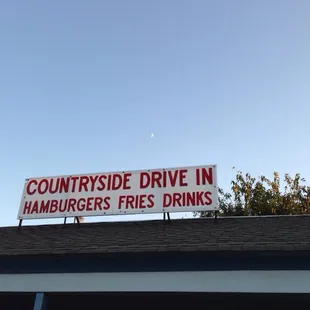 COUNTRYSIDE DRIVE IN
HAMBURGERS FRIES DRINKS